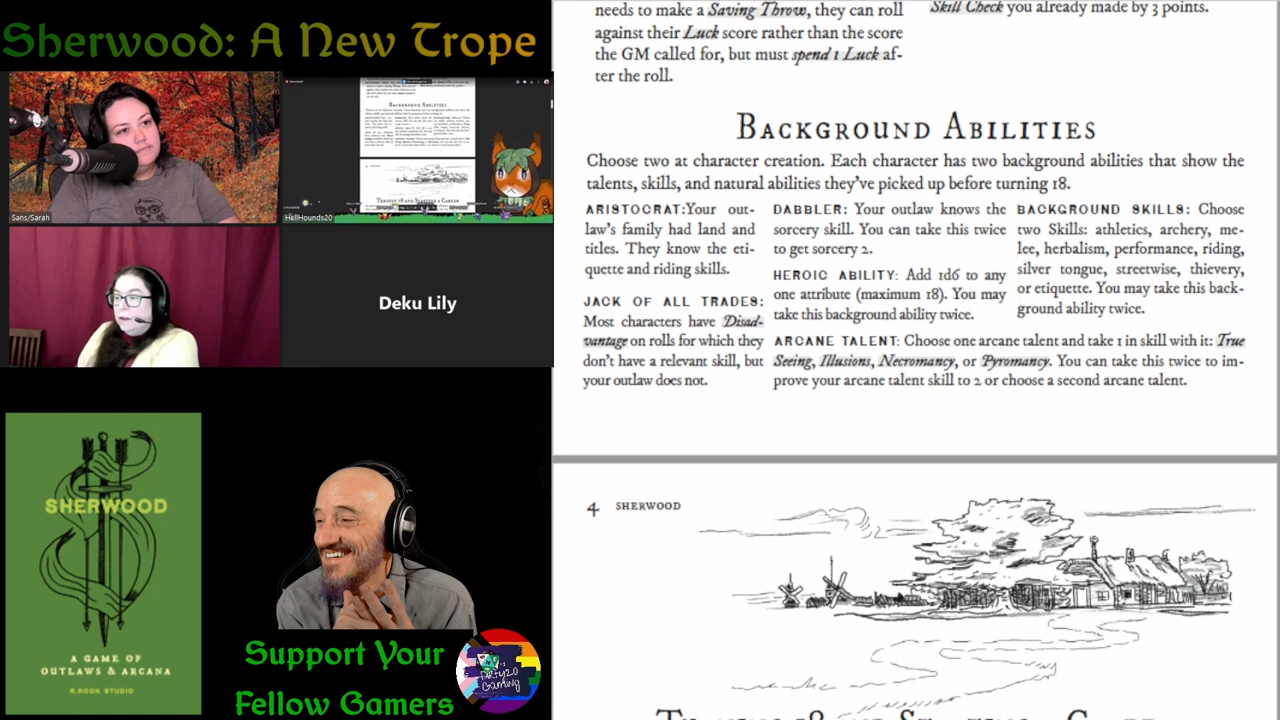 Sherwood: A New Trope
Sans/Sarah
HellHounds20
Deku Lily
SHERWOOD
A GAME OF
OUTLAWS & ARCANA
R.ROOK STUDIO
Support Your
Fellow Gamers
needs to make a Saving Throw, they can roll
against their Luck score rather than the score
the GM called for, but must spend 1 Luck af-
ter the roll.
Skill Check you already made by 3 points.
BACKGROUND ABILITIES
Choose two at character creation. Each character has two background abilities that show the
talents, skills, and natural abilities they've picked up before turning 18.
ARISTOCRAT:Your out-
law's family had land and
titles. They know the eti-
quette and riding skills.
JACK OF ALL TRADES:
Most characters have Disad-
vantage on rolls for which they
don't have a relevant skill, but
your outlaw does not.
DABBLER: Your outlaw knows the
sorcery skill. You can take this twice
to get sorcery 2.
HEROIC ABILITY: Add 1d6 to any
one attribute (maximum 18). You may
take this background ability twice.
BACKGROUND SKILLS: Choose
two Skills: athletics, archery, me-
lee, herbalism, performance, riding,
silver tongue, streetwise, thievery,
or etiquette. You may take this back-
ground ability twice.
ARCANE TALENT: Choose one arcane talent and take 1 in skill with it: True
Seeing, Illusions, Necromancy, or Pyromancy. You can take this twice to im-
prove your arcane talent skill to 2 or choose a second arcane talent.
4 SHERWOOD